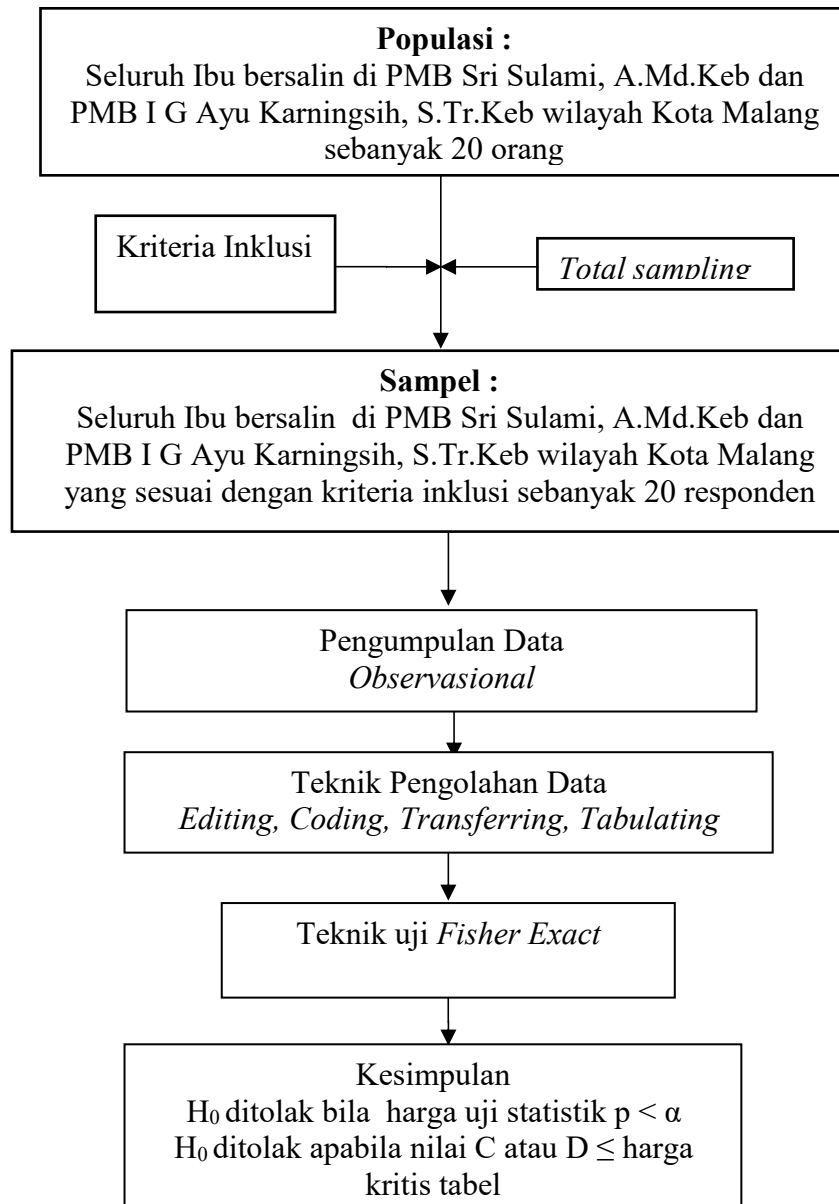 Populasi :
Seluruh Ibu bersalin di PMB Sri Sulami, A.Md.Keb dan
PMB I G Ayu Karningsih, S.Tr.Keb wilayah Kota Malang
sebanyak 20 orang
Kriteria Inklusi
Total sampling
Sampel :
Seluruh Ibu bersalin di PMB Sri Sulami, A.Md.Keb dan
PMB I G Ayu Karningsih, S.Tr.Keb wilayah Kota Malang
yang sesuai dengan kriteria inklusi sebanyak 20 responden
Pengumpulan Data
Observasional
Teknik Pengolahan Data
Editing, Coding, Transferring, Tabulating
Teknik uji Fisher Exact
Kesimpulan
H₀ ditolak bila harga uji statistik p < α
H₀ ditolak apabila nilai C atau D ≤ harga
kritis tabel